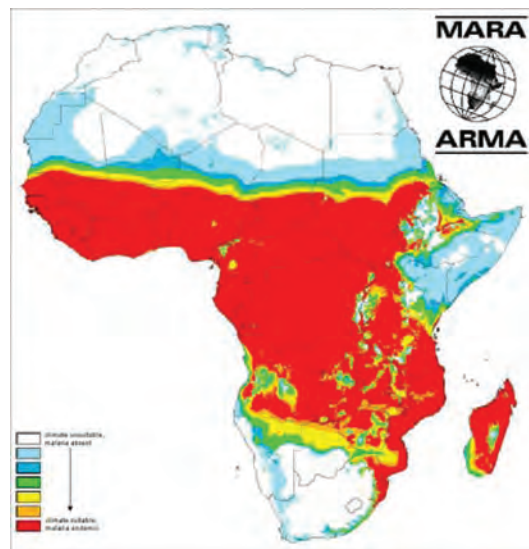 MARA
ARMA
climate unsuitable,
malaria absent
climate suitable
malaria endemic